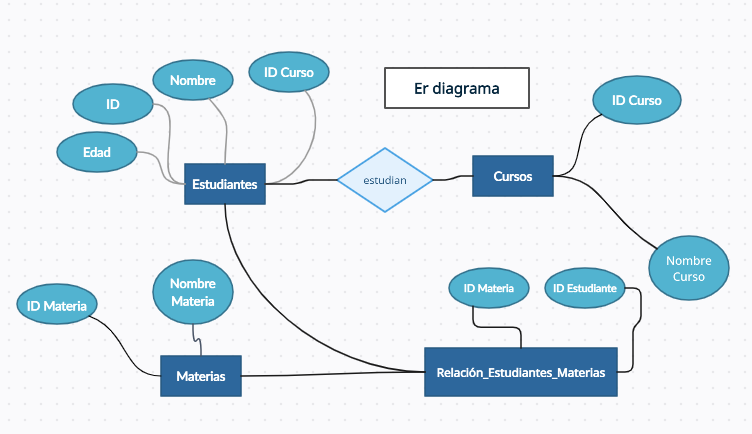 Er diagrama
ID
Nombre
ID Curso
Edad
Estudiantes
estudian
Cursos
ID Curso
Nombre
Curso
ID Materia
Nombre
Materia
Materias
ID Materia
ID Estudiante
Relación_Estudiantes_Materias